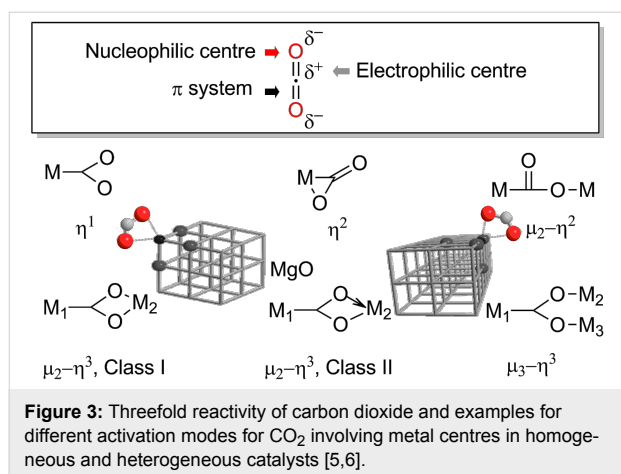 Nucleophilic centre
O δ−
δ+
Electrophilic centre
π system
O δ−
M O O
η1
M O O
η2
O M O–M
μ2–η2
MgO
M1 O O M2
μ2–η3, Class I
M1 O O M2
μ2–η3, Class II
M1 O–M2 O–M3
μ3–η3
Figure 3: Threefold reactivity of carbon dioxide and examples for
different activation modes for CO2 involving metal centres in homoge-
neous and heterogeneous catalysts [5,6].